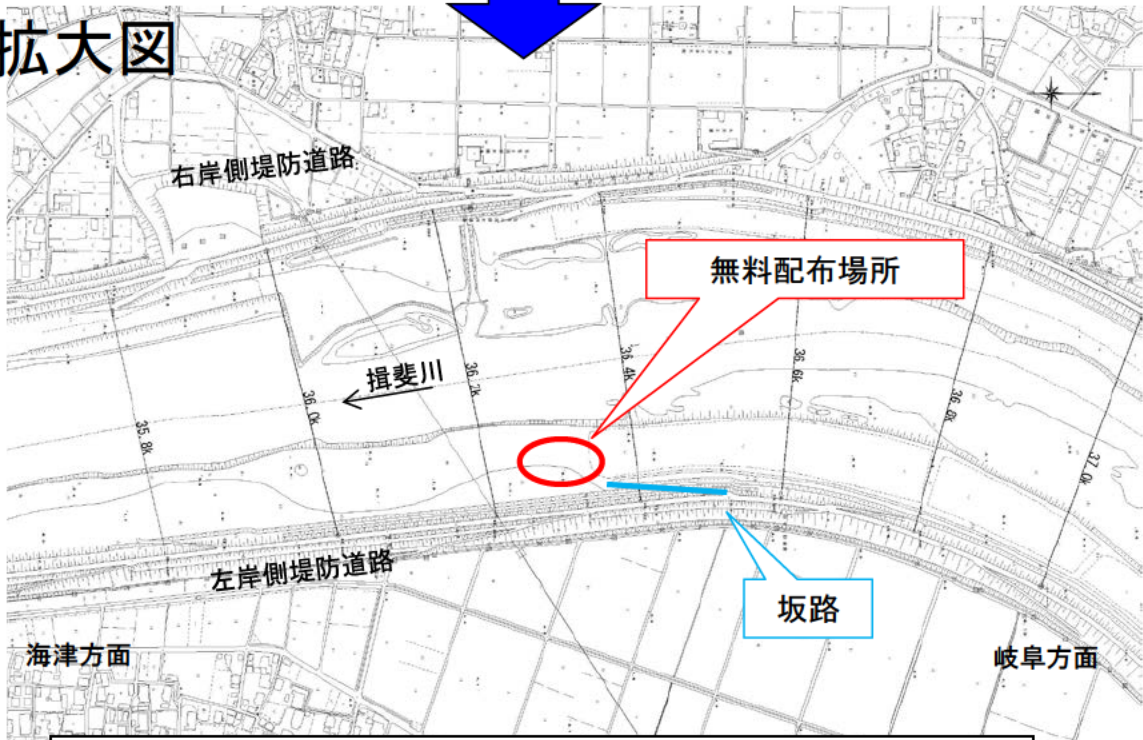 拡大図
右岸側堤防道路
無料配布場所
揖斐川
35.8k
36.0k
36.2k
36.4k
36.6k
36.8k
37.0k
左岸側堤防道路
坂路
海津方面
岐阜方面